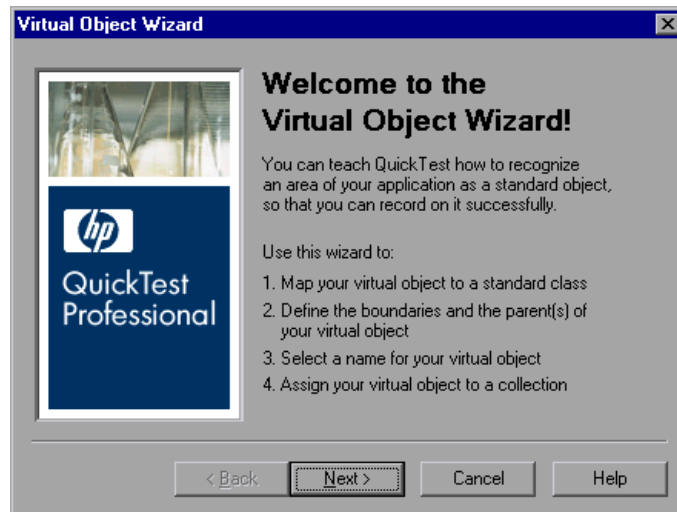 Virtual Object Wizard
Welcome to the
Virtual Object Wizard!
You can teach QuickTest how to recognize
an area of your application as a standard object,
so that you can record on it successfully.
Use this wizard to:
1. Map your virtual object to a standard class
2. Define the boundaries and the parent(s) of
your virtual object
3. Select a name for your virtual object
4. Assign your virtual object to a collection
hp
QuickTest
Professional
< Back
Next >
Cancel
Help